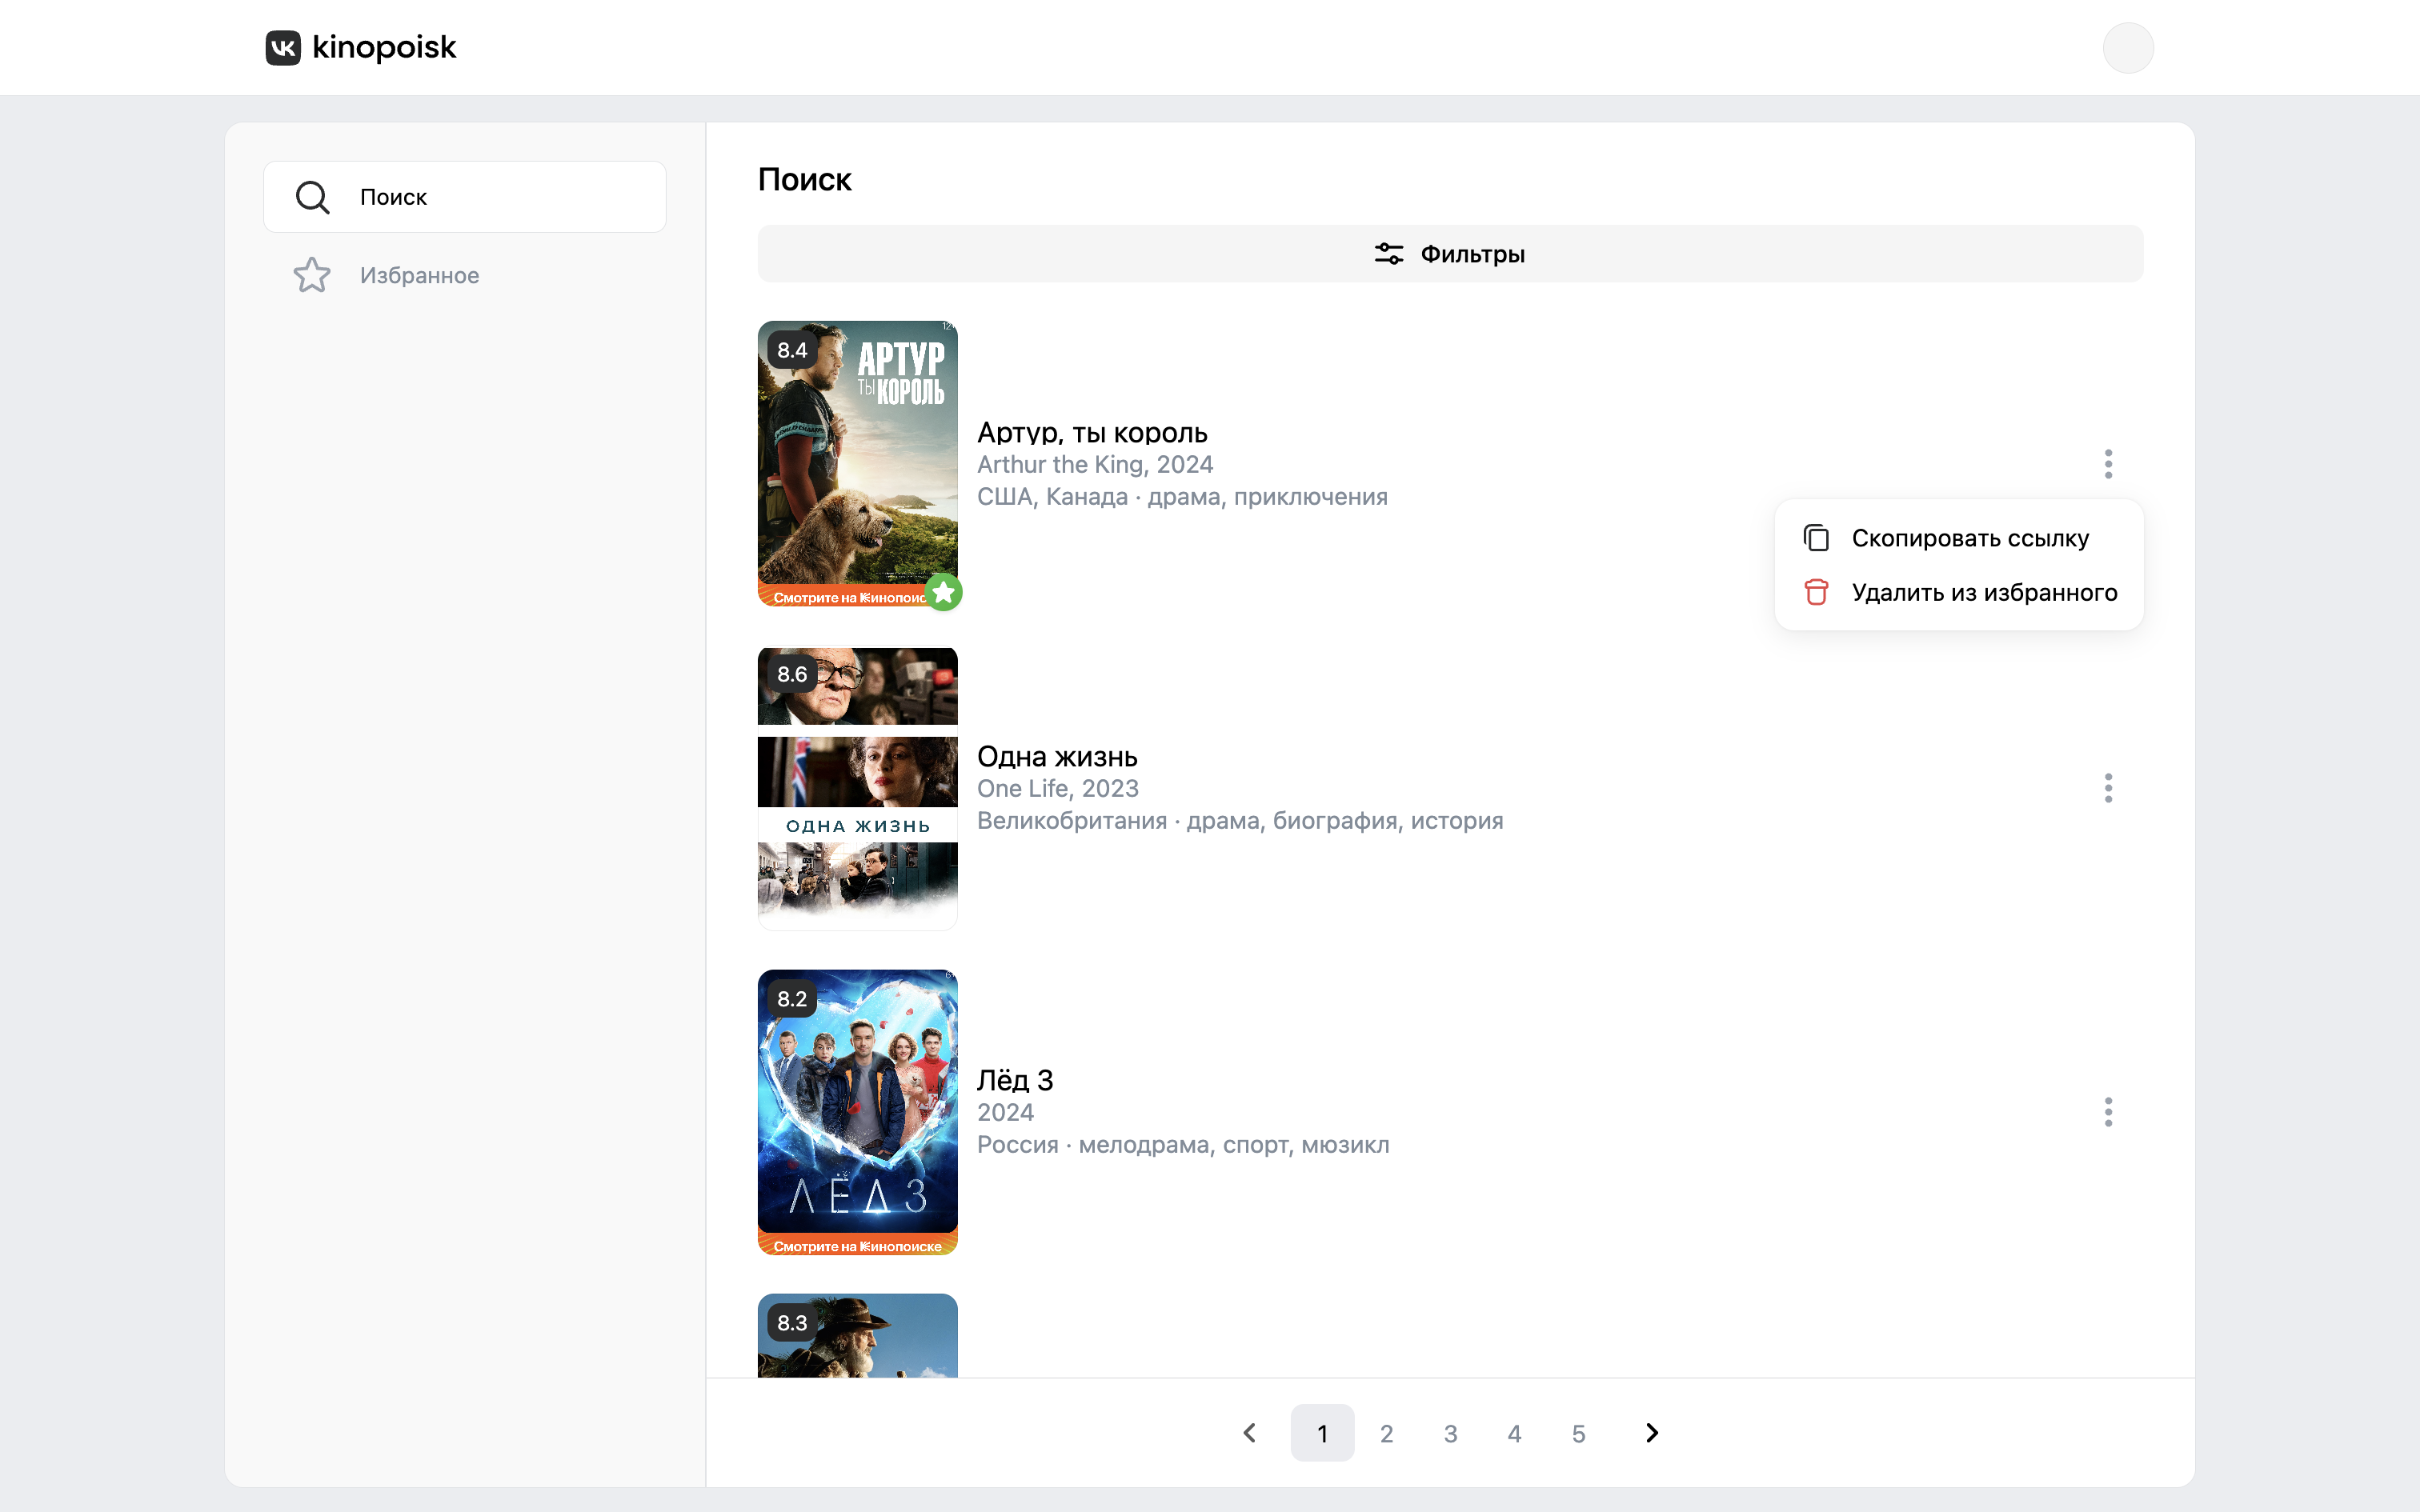 kinopoisk
Поиск
Избранное
Поиск
Фильтры
8.4
АРТУР
ТЫ КОРОЛЬ
Смотрите на Кинопоис
Артур, ты король
Arthur the King, 2024
США, Канада · драма, приключения
Скопировать ссылку
Удалить из избранного
8.6
ОДНА ЖИЗНЬ
Одна жизнь
One Life, 2023
Великобритания · драма, биография, история
8.2
ЛЁД 3
Смотрите на Кинопоиске
Лёд 3
2024
Россия · мелодрама, спорт, мюзикл
8.3
1 2 3 4 5